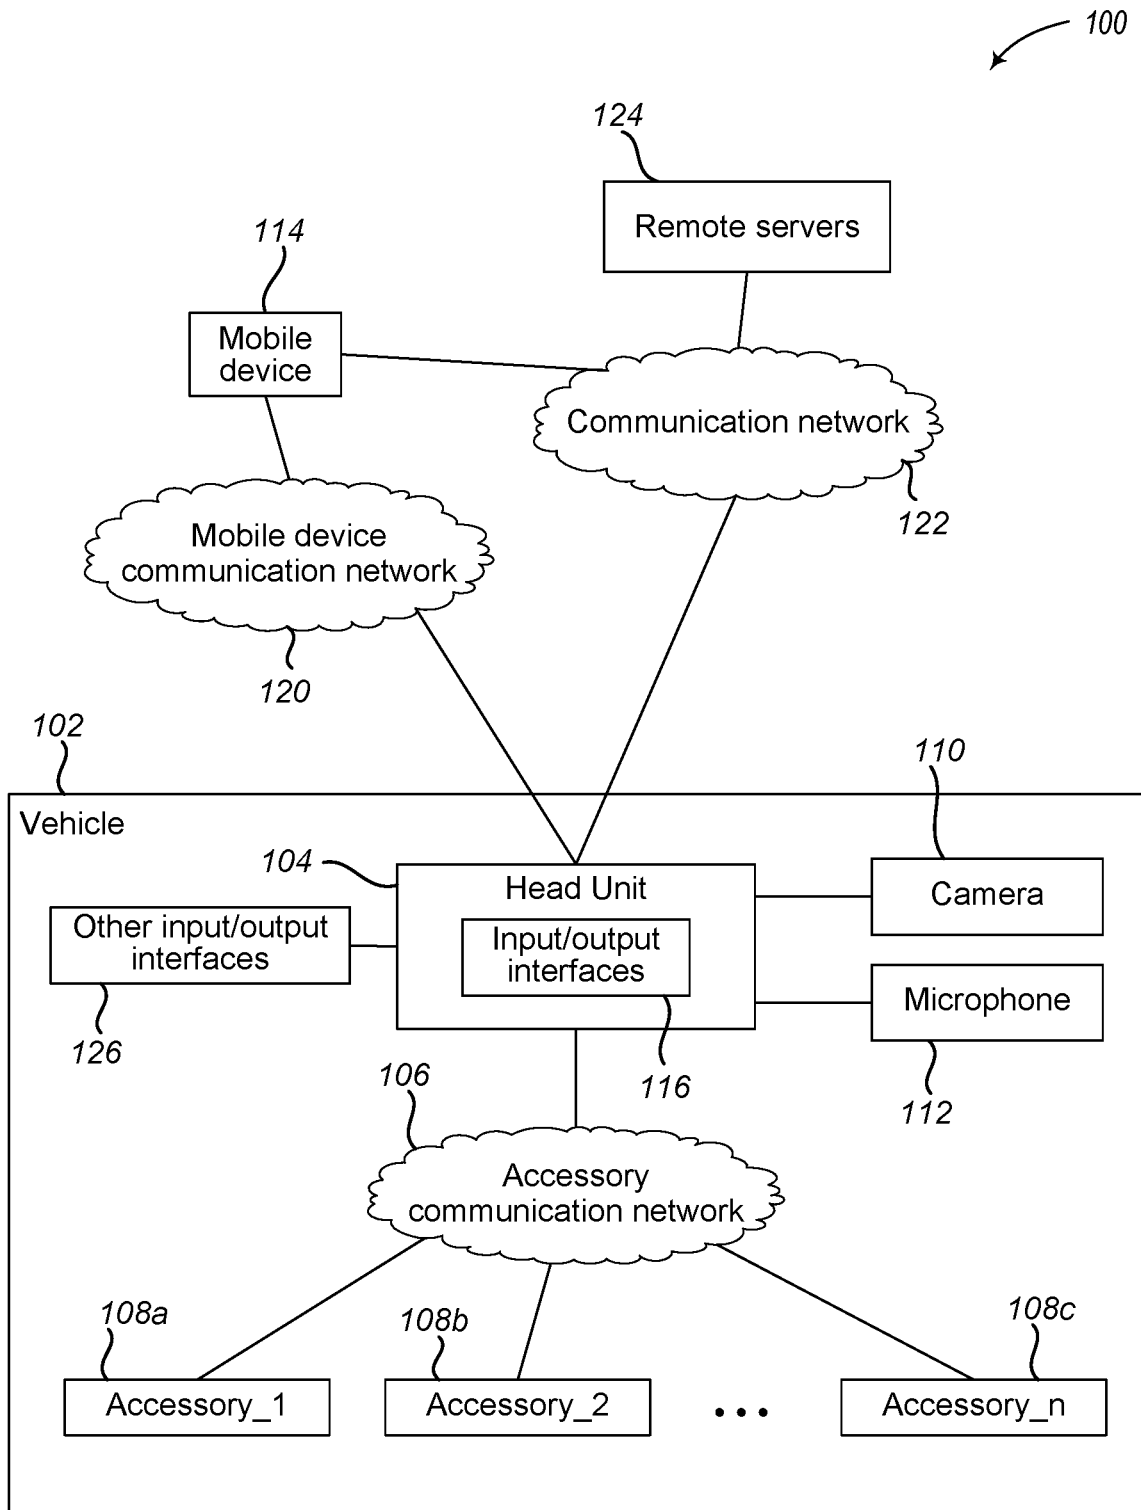 100
124
Remote servers
114
Mobile
device
Communication network
122
Mobile device
communication network
120
102
Vehicle
110
104
Head Unit
Camera
Other input/output
interfaces
Input/output
interfaces
Microphone
126
116
112
106
Accessory
communication network
108a
108b
108c
Accessory_1
Accessory_2
•••
Accessory_n